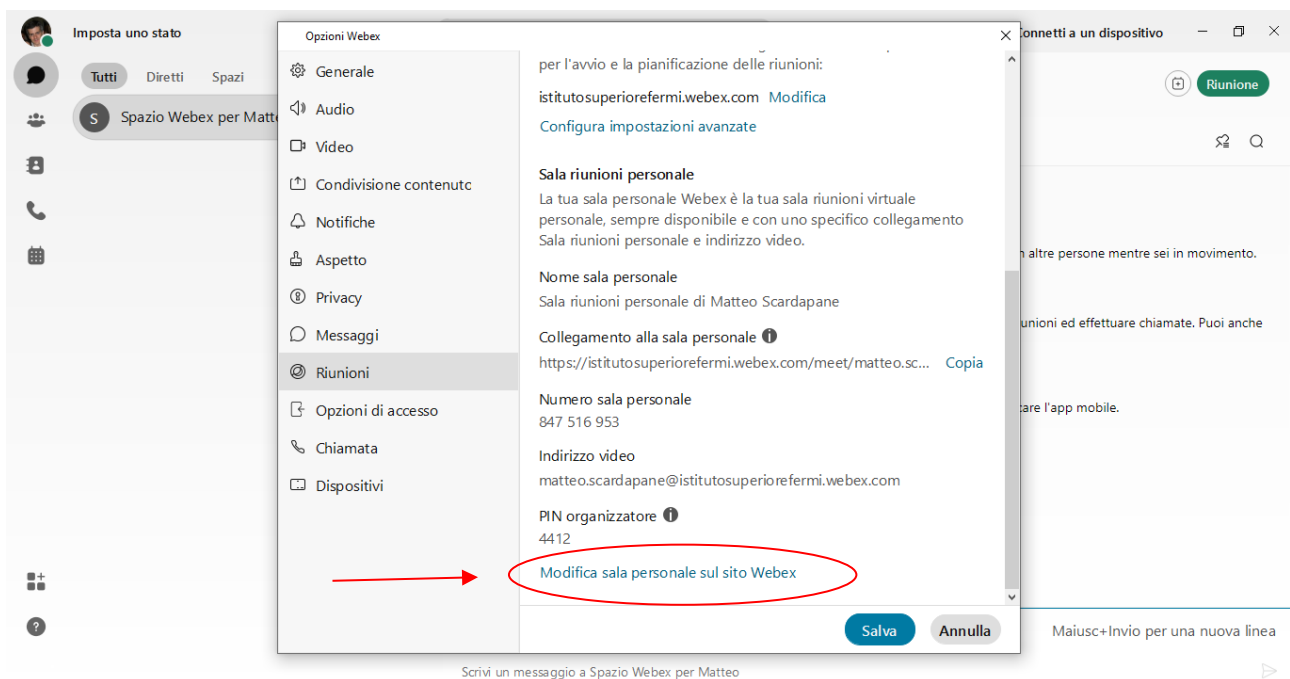 Imposta uno stato
Opzioni Webex
Connetti a un dispositivo
Tutti
Diretti
Spazi
Riunione
S
Spazio Webex per Matte
Generale
Audio
Video
Condivisione contenuto
Notifiche
Aspetto
Privacy
Messaggi
Riunioni
Opzioni di accesso
Chiamata
Dispositivi
per l'avvio e la pianificazione delle riunioni:
istitutosuperiorefermi.webex.com Modifica
Configura impostazioni avanzate
Sala riunioni personale
La tua sala personale Webex è la tua sala riunioni virtuale
personale, sempre disponibile e con uno specifico collegamento
Sala riunioni personale e indirizzo video.
Nome sala personale
Sala riunioni personale di Matteo Scardapane
Collegamento alla sala personale
https://istitutosuperiorefermi.webex.com/meet/matteo.sc... Copia
Numero sala personale
847 516 953
Indirizzo video
matteo.scardapane@istitutosuperiorefermi.webex.com
PIN organizzatore
4412
Modifica sala personale sul sito Webex
Salva
Annulla
n altre persone mentre sei in movimento.
unioni ed effettuare chiamate. Puoi anche
care l'app mobile.
Maiusc+Invio per una nuova linea
Scrivi un messaggio a Spazio Webex per Matteo